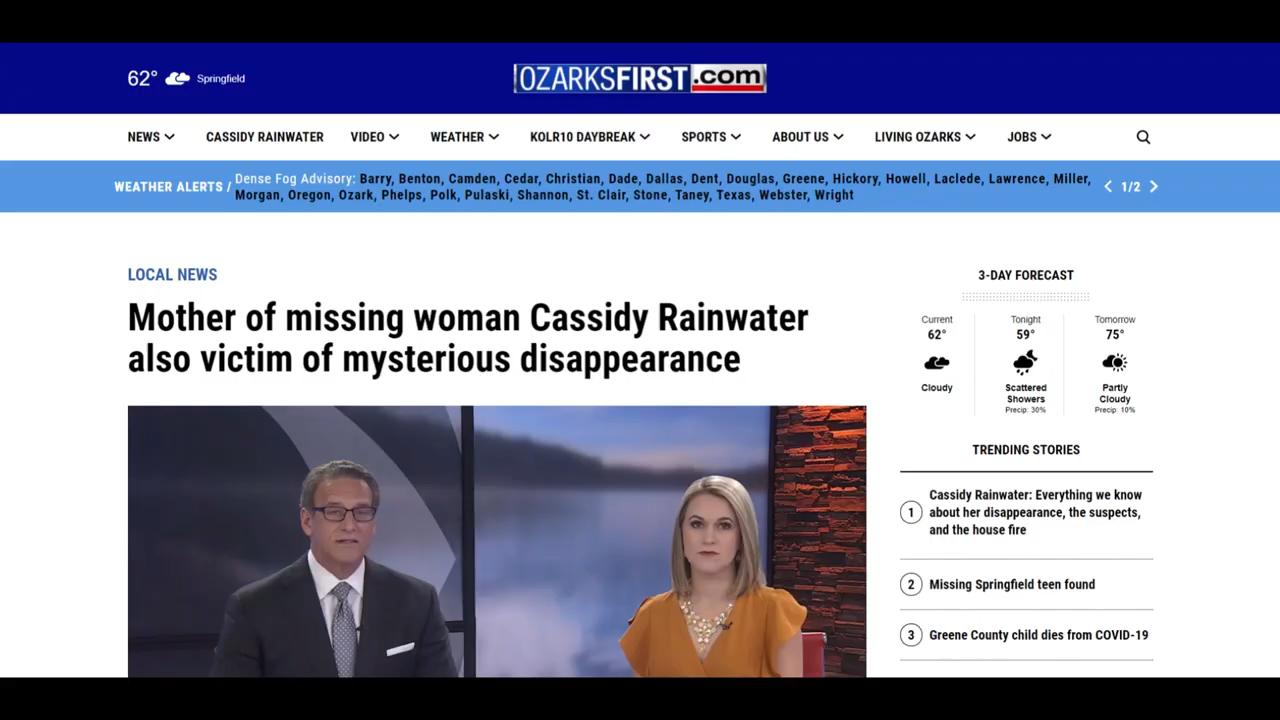 62° Springfield
OZARKSFIRST.com
NEWS CASSIDY RAINWATER VIDEO WEATHER KOLR10 DAYBREAK SPORTS ABOUT US LIVING OZARKS JOBS
WEATHER ALERTS / Dense Fog Advisory: Barry, Benton, Camden, Cedar, Christian, Dade, Dallas, Dent, Douglas, Greene, Hickory, Howell, Laclede, Lawrence, Miller,
Morgan, Oregon, Ozark, Phelps, Polk, Pulaski, Shannon, St. Clair, Stone, Taney, Texas, Webster, Wright
1/2
LOCAL NEWS
Mother of missing woman Cassidy Rainwater
also victim of mysterious disappearance
3-DAY FORECAST
Current
62°
Cloudy
Tonight
59°
Scattered
Showers
Precip: 30%
Tomorrow
75°
Partly
Cloudy
Precip: 10%
TRENDING STORIES
1
Cassidy Rainwater: Everything we know
about her disappearance, the suspects,
and the house fire
2 Missing Springfield teen found
3 Greene County child dies from COVID-19